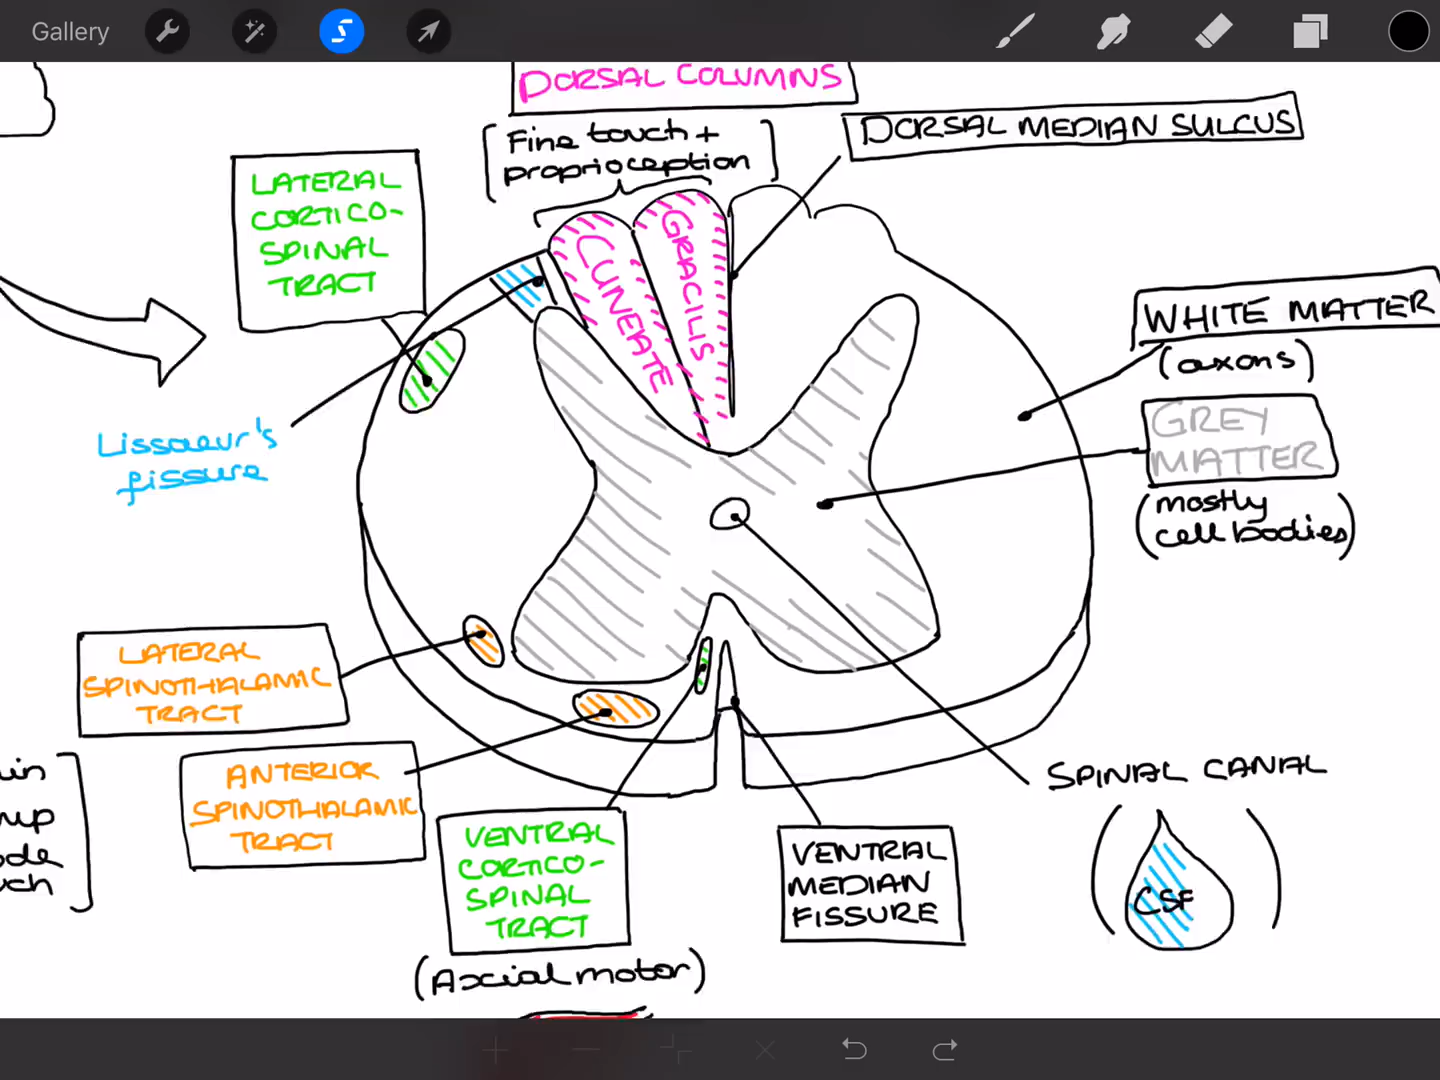 Gallery
DORSAL COLUMNS
[Fine touch +
proprioception]
DORSAL MEDIAN SULCUS
LATERAL
CORTICO-
SPINAL
TRACT
CUNEATE
GRACILIS
WHITE MATTER
(axons)
GREY
MATTER
(mostly
cell bodies)
Lissaeur's
fissure
LATERAL
SPINOTHALAMIC
TRACT
ANTERIOR
SPINOTHALAMIC
TRACT
VENTRAL
CORTICO-
SPINAL
TRACT
(Axcial motor)
VENTRAL
MEDIAN
FISSURE
SPINAL CANAL
(CSF)